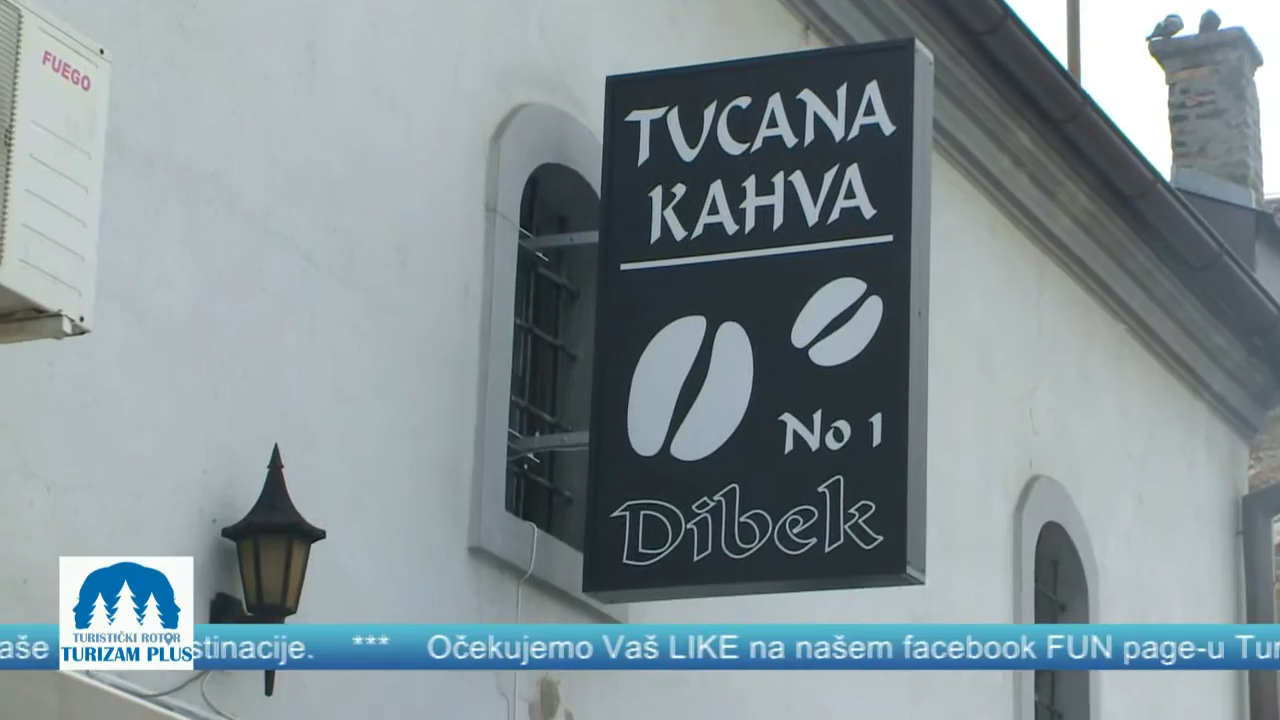 FUEGO
TUCANA
KAHVA
No 1
Dibek
TURISTIČKI ROTOR
TURIZAM PLUS
aše stinacije. *** Očekujemo Vaš LIKE na našem facebook FUN page-u Tur